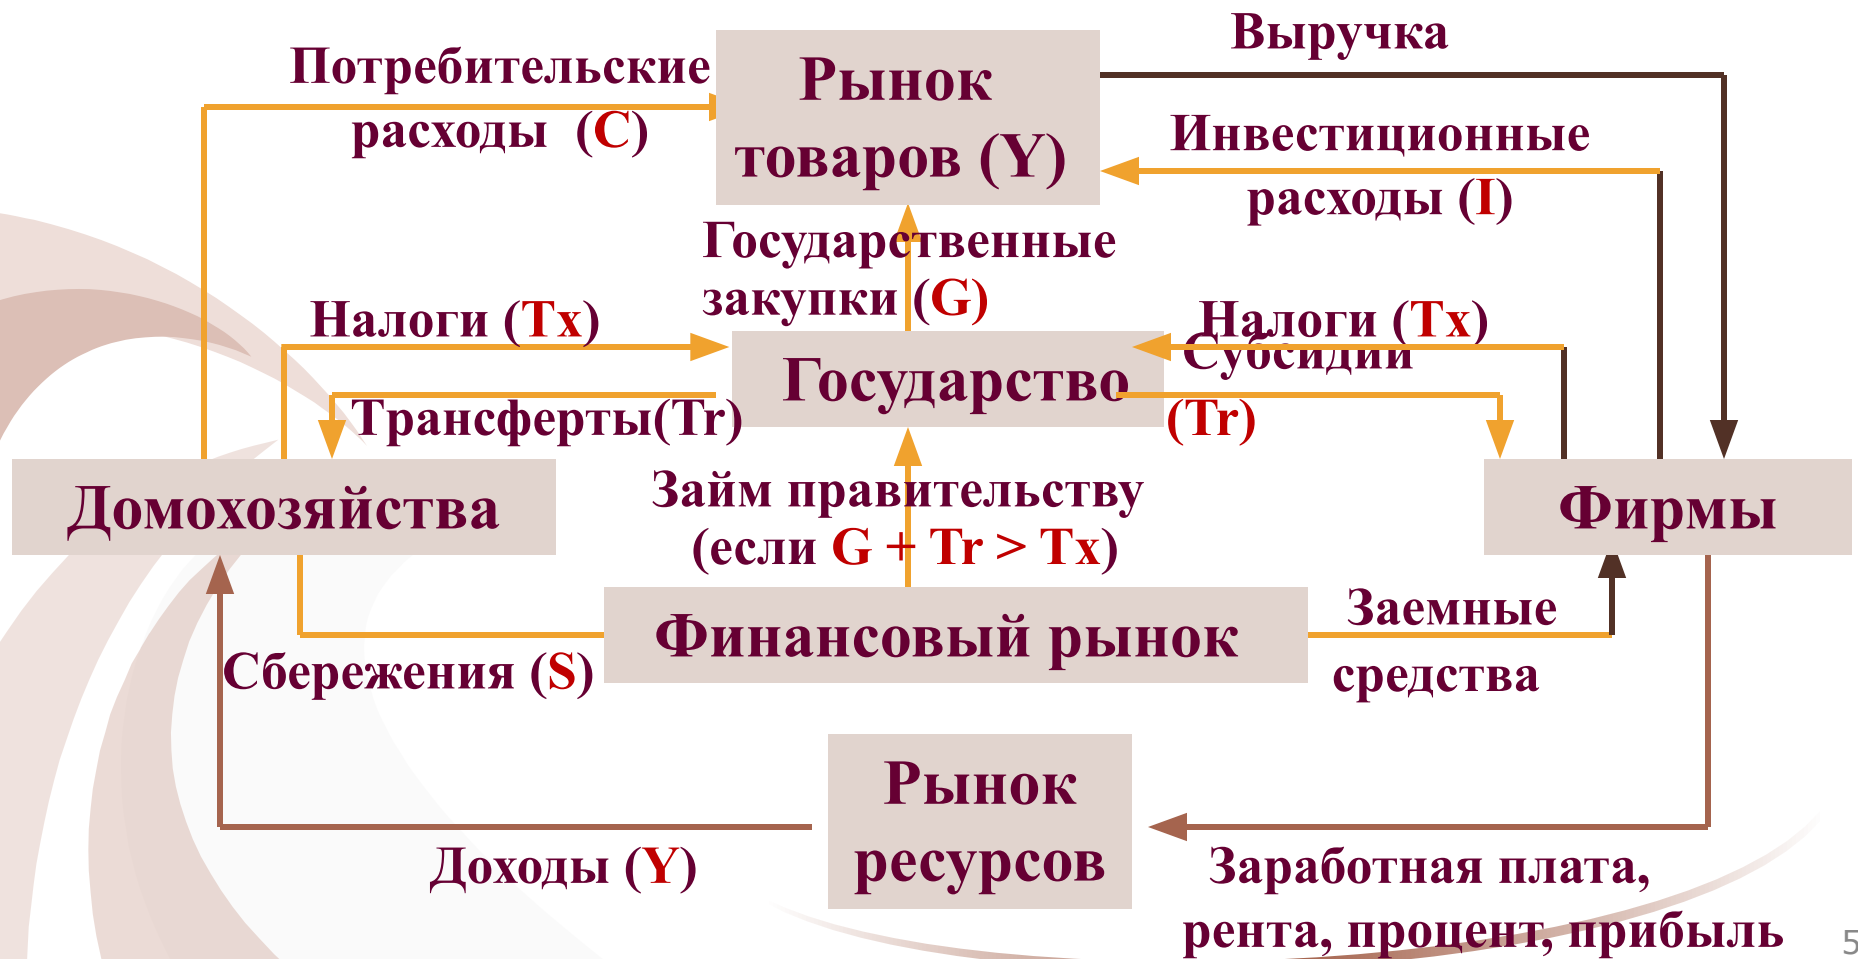 Выручка
Потребительские
расходы (C)
Рынок
товаров (Y)
Инвестиционные
расходы (I)
Государственные
закупки (G)
Налоги (Tx)
Налоги (Tx)
Субсидии
(Tr)
Государство
Трансферты(Tr)
Домохозяйства
Займ правительству
(если G + Tr > Tx)
Фирмы
Финансовый рынок
Заемные
средства
Сбережения (S)
Рынок
ресурсов
Доходы (Y)
Заработная плата,
рента, процент, прибыль
5